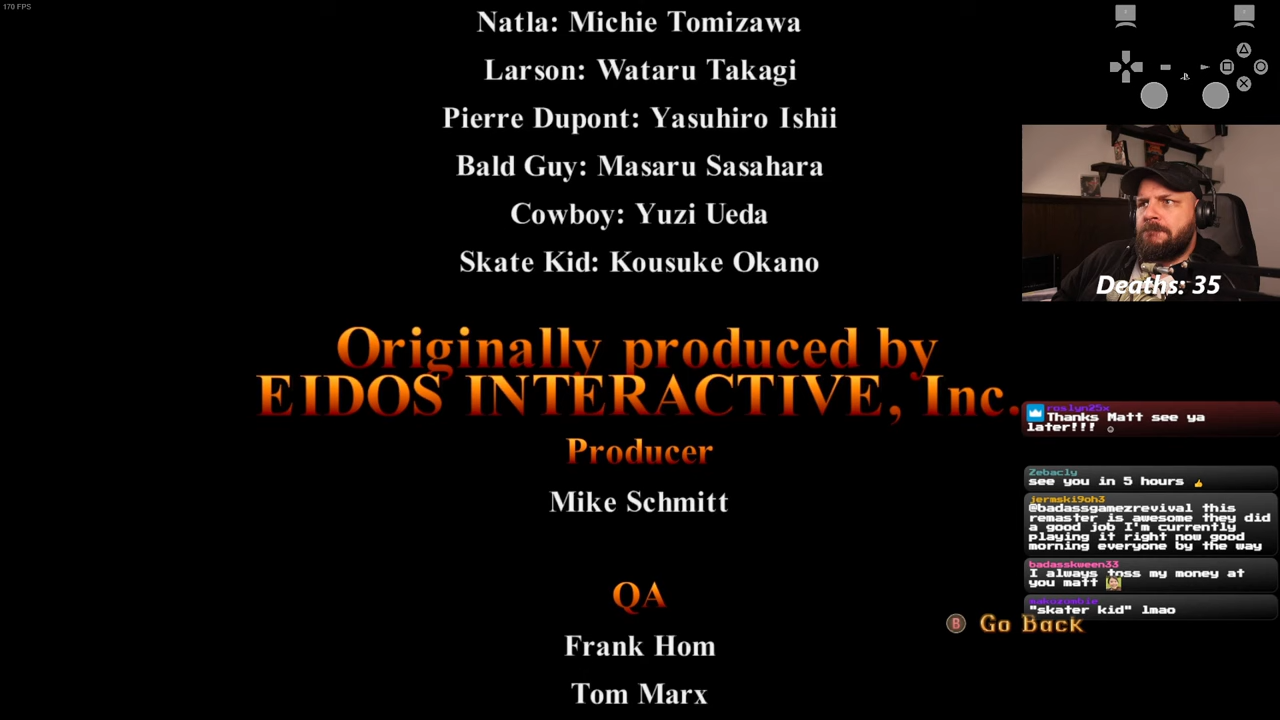 170 FPS
Natla: Michie Tomizawa
Larson: Wataru Takagi
Pierre Dupont: Yasuhiro Ishii
Bald Guy: Masaru Sasahara
Cowboy: Yuzi Ueda
Skate Kid: Kousuke Okano
Originally produced by
EIDOS INTERACTIVE, Inc.
Producer
Mike Schmitt
QA
Frank Hom
Tom Marx
Deaths: 35
roslyn25x
Thanks Matt see ya
later!!!
Zebacly
see you in 5 hours
jermski9oh3
@badassgamezrevival this
remaster is awesome they did
a good job I'm currently
playing it right now good
morning everyone by the way
badasskween33
I always toss my money at
you matt
"skater kid" lmao
B Go Back